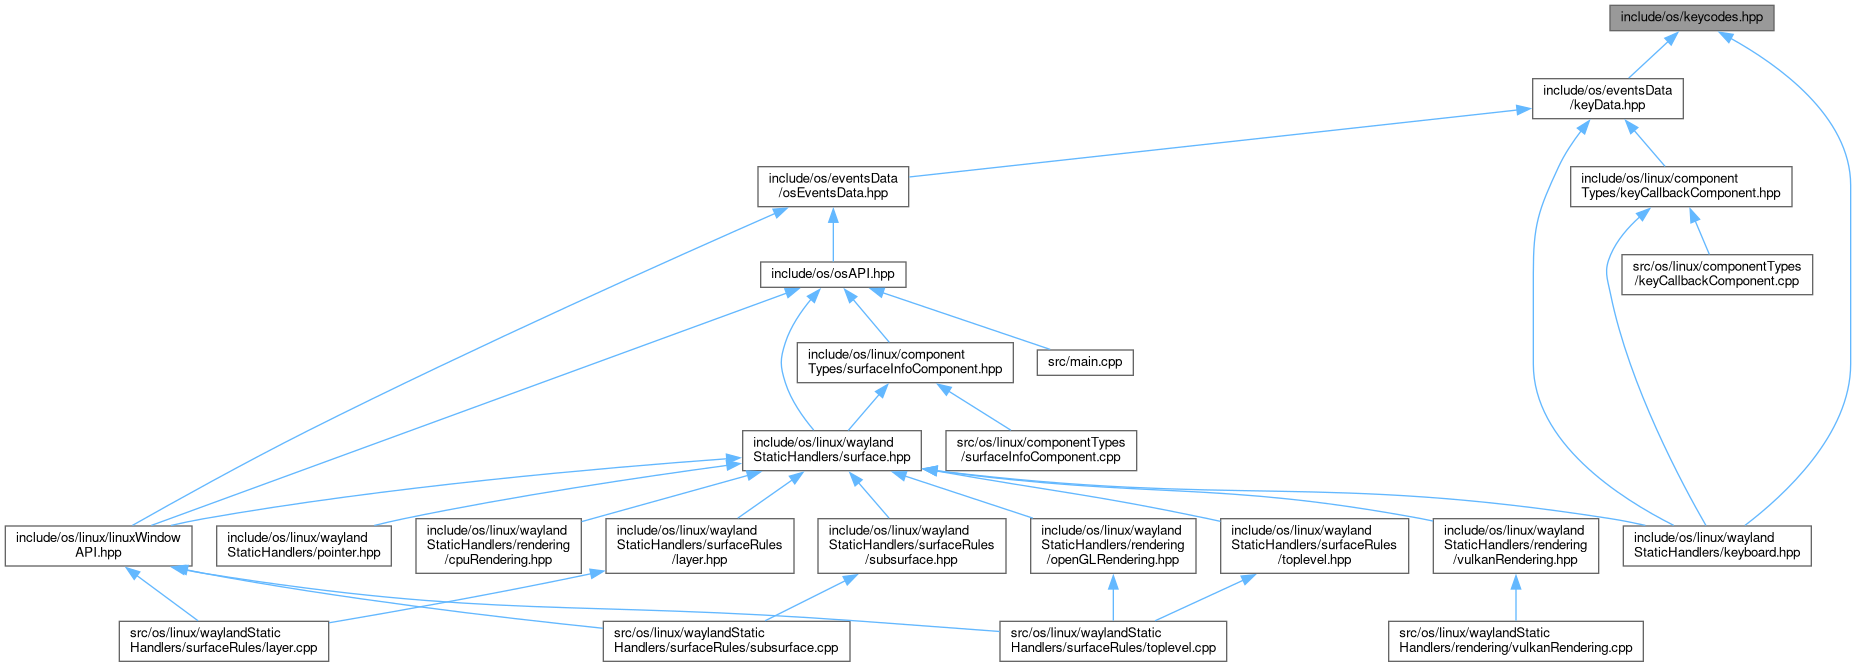 include/os/keycodes.hpp
include/os/eventsData
/keyData.hpp
include/os/eventsData
/osEventsData.hpp
include/os/linux/component
Types/keyCallbackComponent.hpp
include/os/osAPI.hpp
src/os/linux/componentTypes
/keyCallbackComponent.cpp
include/os/linux/component
Types/surfaceInfoComponent.hpp
src/main.cpp
include/os/linux/wayland
StaticHandlers/surface.hpp
src/os/linux/componentTypes
/surfaceInfoComponent.cpp
include/os/linux/linuxWindow
API.hpp
include/os/linux/wayland
StaticHandlers/pointer.hpp
include/os/linux/wayland
StaticHandlers/rendering
/cpuRendering.hpp
include/os/linux/wayland
StaticHandlers/surfaceRules
/layer.hpp
include/os/linux/wayland
StaticHandlers/surfaceRules
/subsurface.hpp
include/os/linux/wayland
StaticHandlers/rendering
/openGLRendering.hpp
include/os/linux/wayland
StaticHandlers/surfaceRules
/toplevel.hpp
include/os/linux/wayland
StaticHandlers/rendering
/vulkanRendering.hpp
include/os/linux/wayland
StaticHandlers/keyboard.hpp
src/os/linux/waylandStatic
Handlers/surfaceRules/layer.cpp
src/os/linux/waylandStatic
Handlers/surfaceRules/subsurface.cpp
src/os/linux/waylandStatic
Handlers/surfaceRules/toplevel.cpp
src/os/linux/waylandStatic
Handlers/rendering/vulkanRendering.cpp